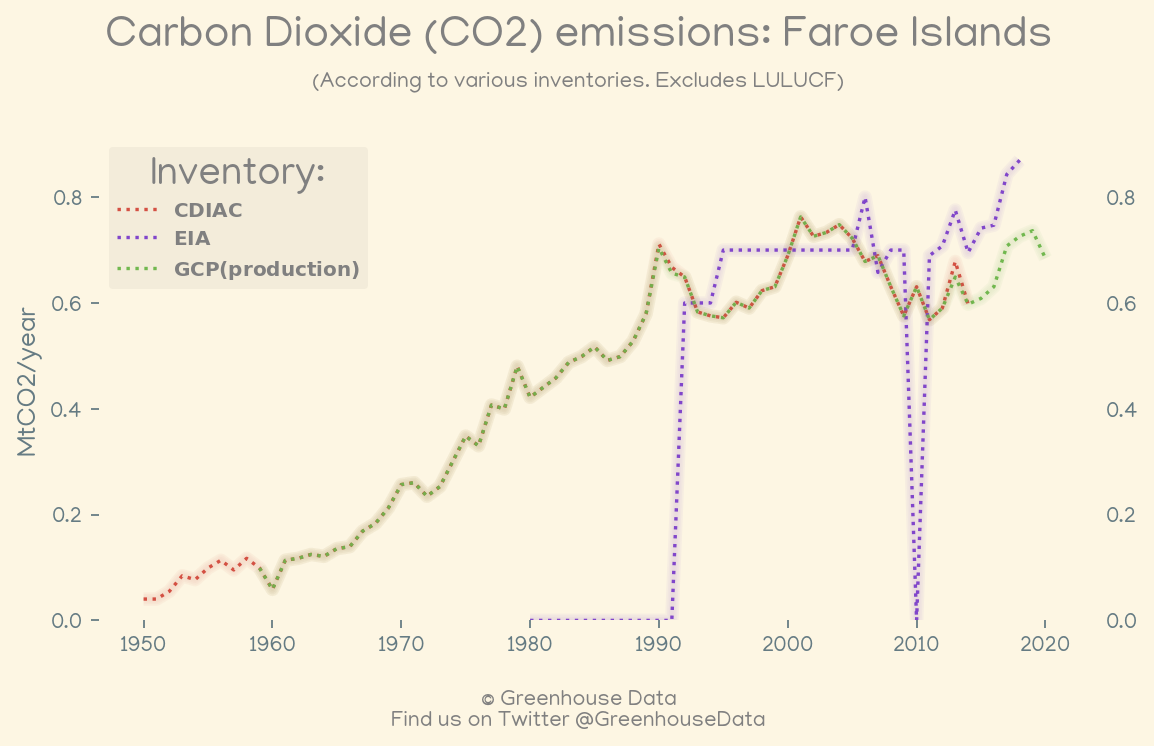 Carbon Dioxide (CO2) emissions: Faroe Islands
(According to various inventories. Excludes LULUCF)
Inventory:
CDIAC
EIA
GCP(production)
MtCO2/year
0.8
0.6
0.4
0.2
0.0
0.8
0.6
0.4
0.2
0.0
1950 1960 1970 1980 1990 2000 2010 2020
© Greenhouse Data
Find us on Twitter @GreenhouseData